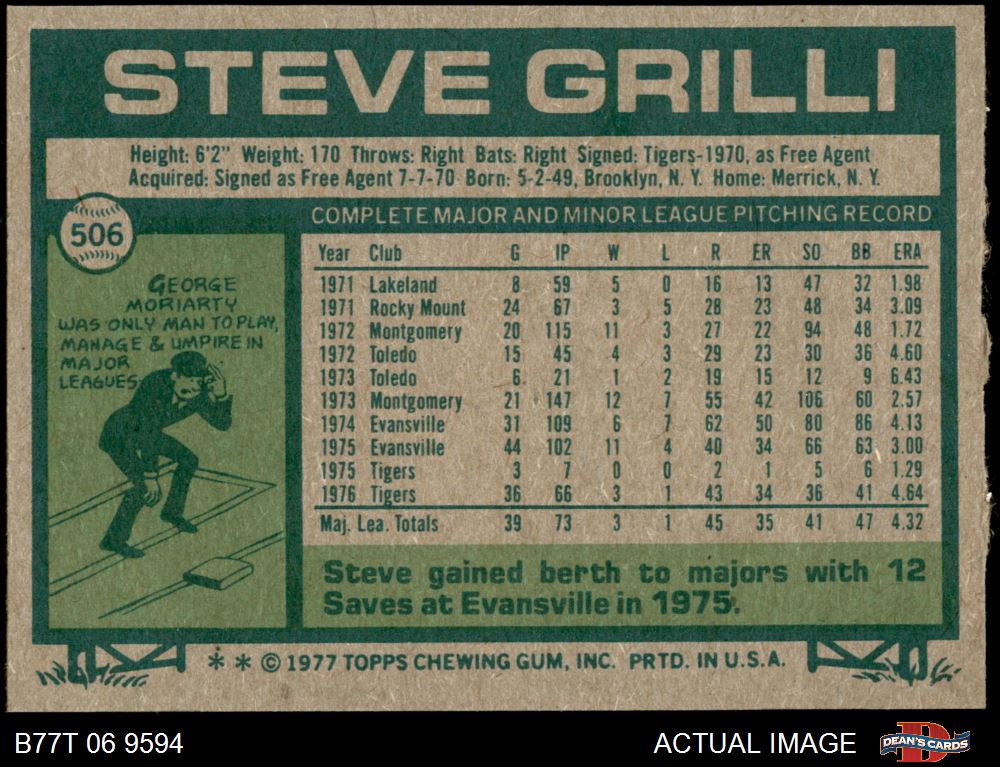 STEVE GRILLI
Height: 6'2" Weight: 170 Throws: Right Bats: Right Signed: Tigers-1970, as Free Agent
Acquired: Signed as Free Agent 7-7-70 Born: 5-2-49, Brooklyn, N. Y. Home: Merrick, N. Y.
506
GEORGE
MORIARTY
WAS ONLY MAN TO PLAY,
MANAGE & UMPIRE IN
MAJOR
LEAGUES
COMPLETE MAJOR AND MINOR LEAGUE PITCHING RECORD
Year Club G IP W L R ER SO BB ERA
1971 Lakeland 8 59 5 0 16 13 47 32 1.98
1971 Rocky Mount 24 67 3 5 28 23 48 34 3.09
1972 Montgomery 20 115 11 3 27 22 94 48 1.72
1972 Toledo 15 45 4 3 29 23 30 36 4.60
1973 Toledo 6 21 1 2 19 15 12 9 6.43
1973 Montgomery 21 147 12 7 55 42 106 60 2.57
1974 Evansville 31 109 6 7 62 50 80 86 4.13
1975 Evansville 44 102 11 4 40 34 66 63 3.00
1975 Tigers 3 7 0 0 2 1 5 6 1.29
1976 Tigers 36 66 3 1 43 34 36 41 4.64
Maj. Lea. Totals 39 73 3 1 45 35 41 47 4.32
Steve gained berth to majors with 12
Saves at Evansville in 1975.
* * © 1977 TOPPS CHEWING GUM, INC. PRTD. IN U.S.A.
B77T 06 9594
ACTUAL IMAGE
D
DEAN'S CARDS